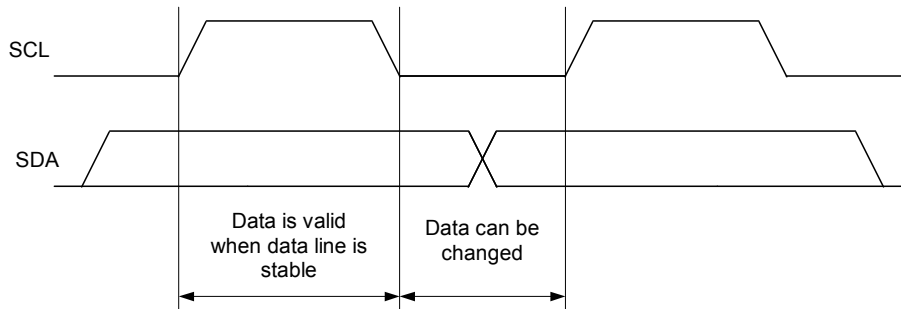 SCL
SDA
Data is valid
when data line is
stable
Data can be
changed